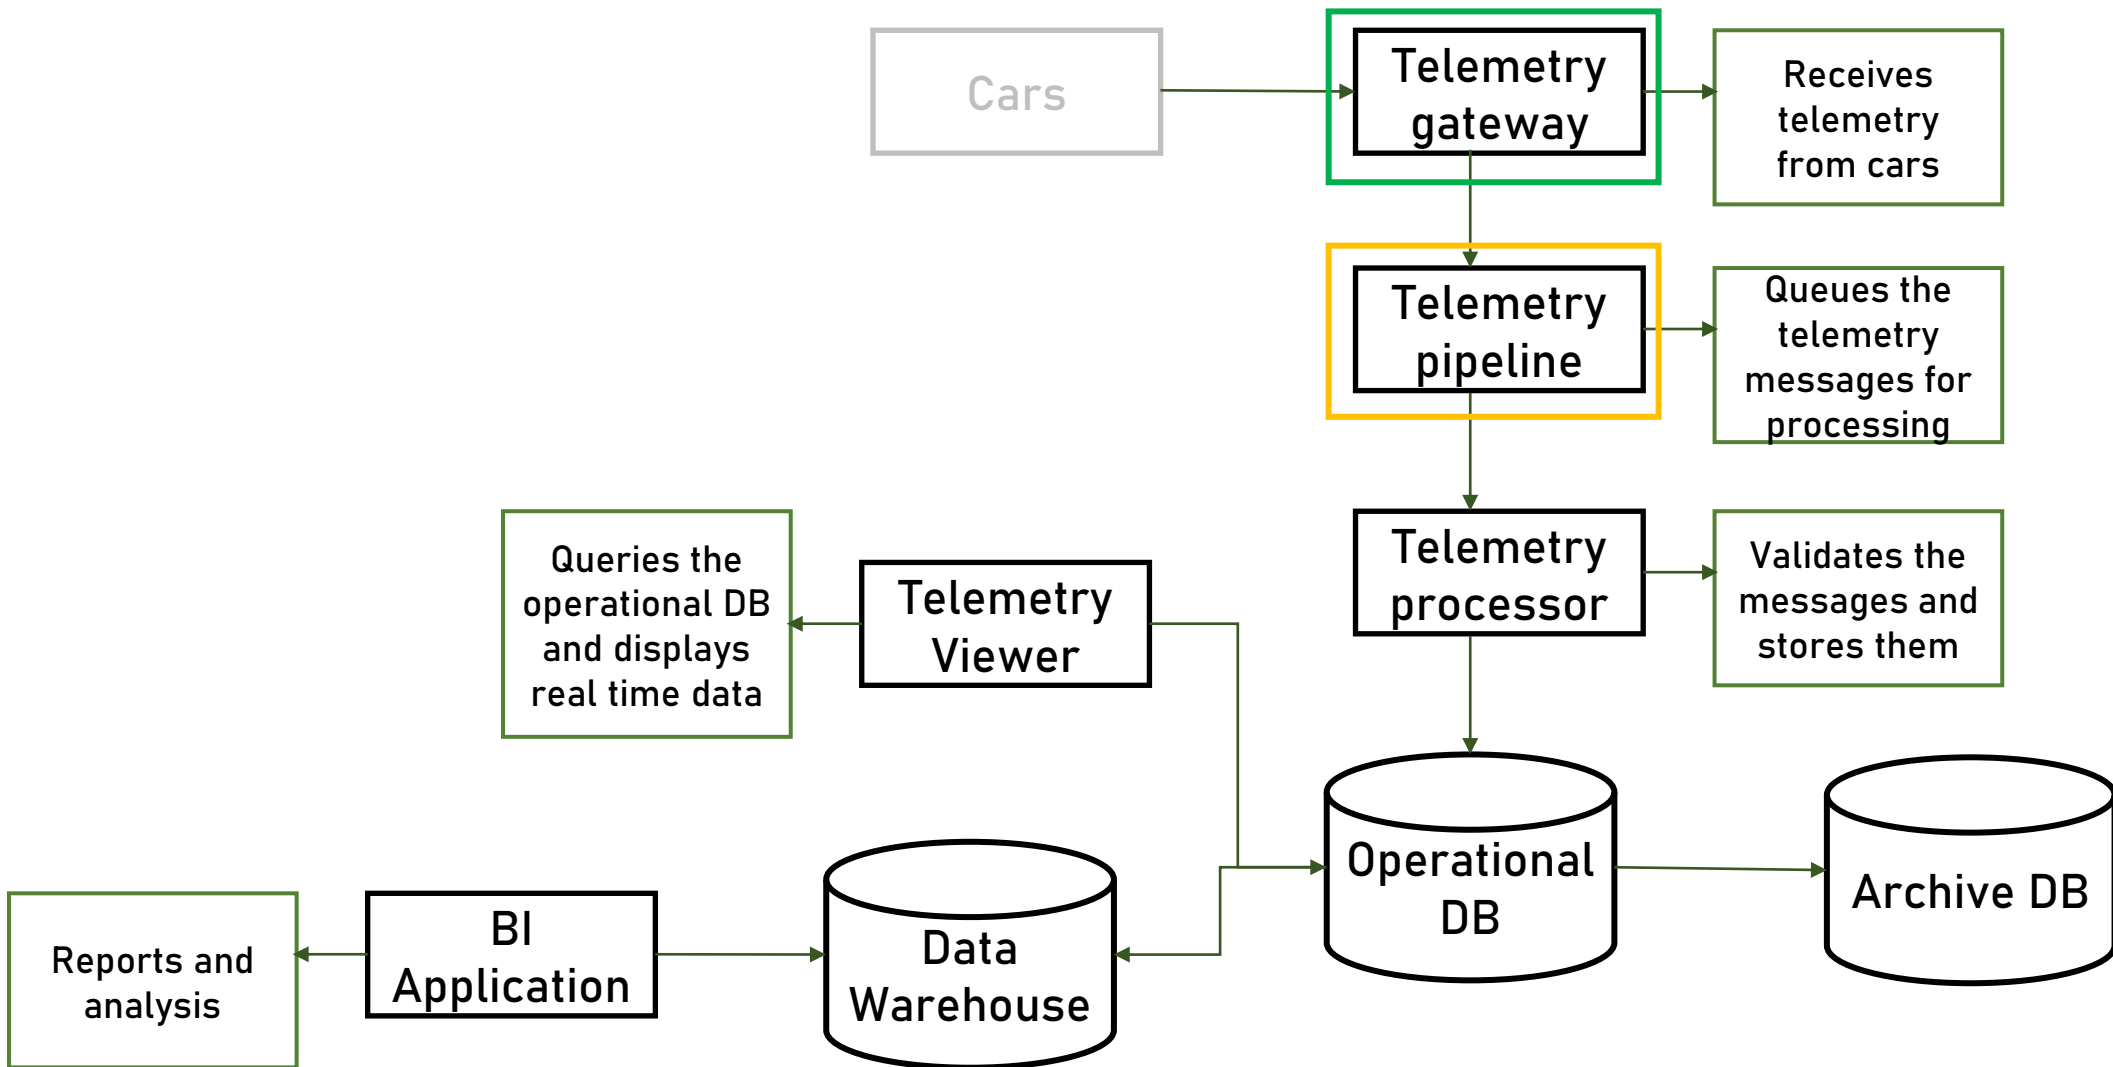 Cars
Telemetry
gateway
Receives
telemetry
from cars
Telemetry
pipeline
Queues the
telemetry
messages for
processing
Queries the
operational DB
and displays
real time data
Telemetry
Viewer
Telemetry
processor
Validates the
messages and
stores them
Reports and
analysis
BI
Application
Data
Warehouse
Operational
DB
Archive DB